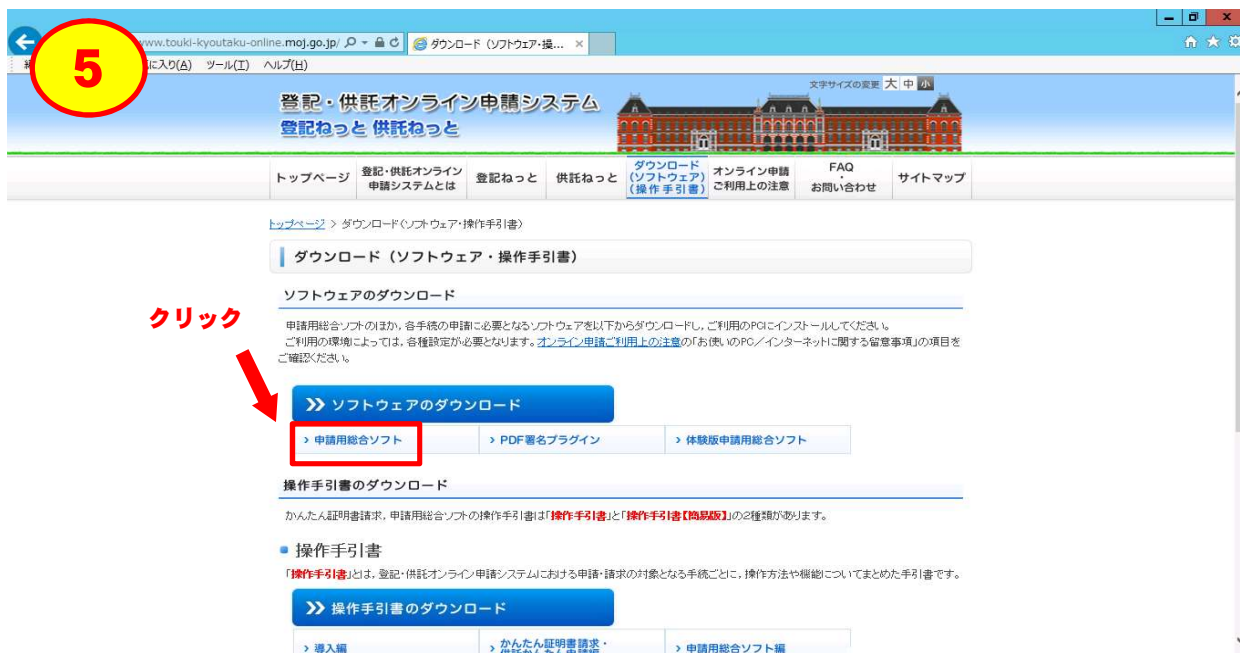 5
www.touki-kyoutaku-online.moj.go.jp/
ダウンロード (ソフトウェア・操...
に入り(A) ツール(T) ヘルプ(H)
文字サイズの変更 大 中 小
登記・供託オンライン申請システム
登記ねっと 供託ねっと
トップページ
登記・供託オンライン
申請システムとは
登記ねっと
供託ねっと
ダウンロード
(ソフトウェア)
(操作手引書)
オンライン申請
ご利用上の注意
FAQ
・
お問い合わせ
サイトマップ
トップページ > ダウンロード(ソフトウェア・操作手引書)
ダウンロード(ソフトウェア・操作手引書)
ソフトウェアのダウンロード
クリック
申請用総合ソフトのほか,各手続の申請に必要となるソフトウェアを以下からダウンロードし,ご利用のPCにインストールしてください。
ご利用の環境によっては,各種設定が必要となります。オンライン申請ご利用上の注意の「お使いのPC/インターネットに関する留意事項」の項目を
ご確認ください。
ソフトウェアのダウンロード
申請用総合ソフト
PDF署名プラグイン
体験版申請用総合ソフト
操作手引書のダウンロード
かんたん証明書請求,申請用総合ソフトの操作手引書は「操作手引書」と「操作手引書【簡易版】」の2種類があります。
操作手引書
「操作手引書」とは,登記・供託オンライン申請システムにおける申請・請求の対象となる手続ごとに,操作方法や機能についてまとめた手引書です。
操作手引書のダウンロード
導入編
かんたん証明書請求・
供託かんたん申請編
申請用総合ソフト編